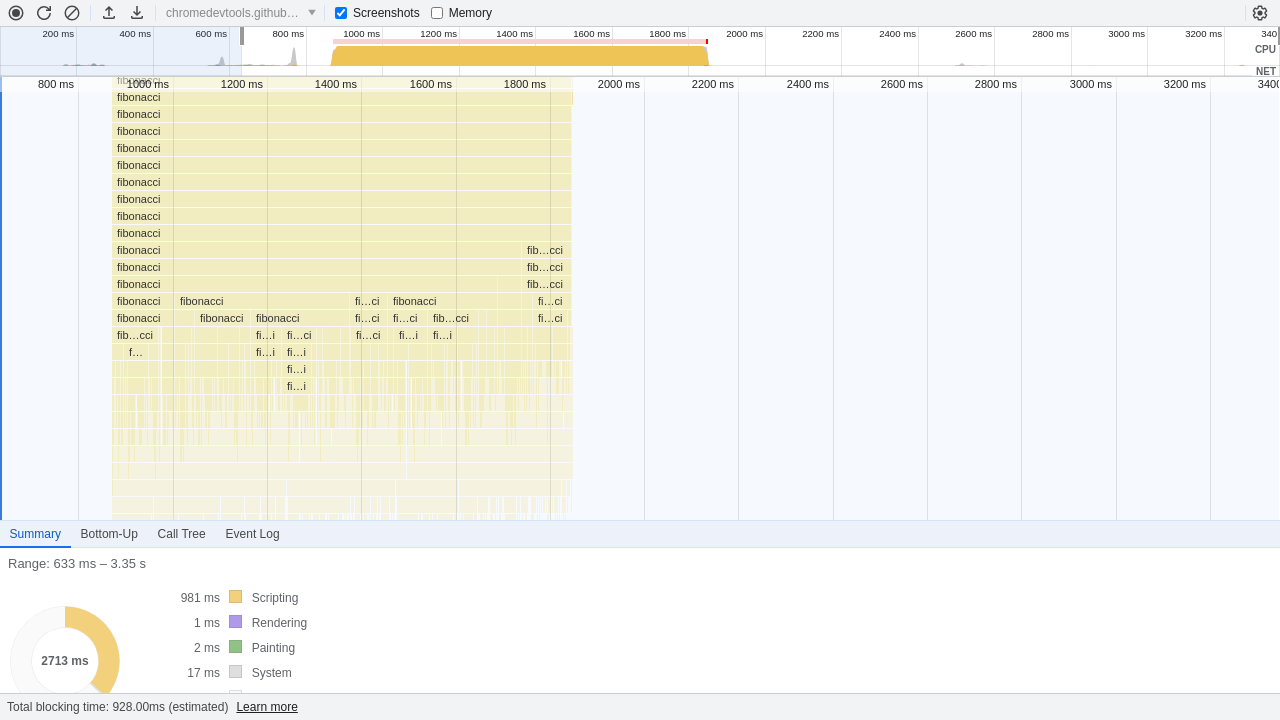 chromedevtools.github… Screenshots Memory
200 ms 400 ms 600 ms 800 ms 1000 ms 1200 ms 1400 ms 1600 ms 1800 ms 2000 ms 2200 ms 2400 ms 2600 ms 2800 ms 3000 ms 3200 ms 340
CPU
NET
fibonacci
800 ms 1000 ms 1200 ms 1400 ms 1600 ms 1800 ms 2000 ms 2200 ms 2400 ms 2600 ms 2800 ms 3000 ms 3200 ms 3400
fibonacci
fibonacci
fibonacci
fibonacci
fibonacci
fibonacci
fibonacci
fibonacci
fibonacci
fibonacci fib…cci
fibonacci fib…cci
fibonacci fib…cci
fibonacci fibonacci fi…ci fibonacci fi…ci
fibonacci fibonacci fibonacci fi…ci fi…ci fib…cci fi…ci
fib…cci fi…i fi…ci fi…ci fi…i fi…i
f… fi…i fi…i
fi…i
fi…i
Summary Bottom-Up Call Tree Event Log
Range: 633 ms – 3.35 s
981 ms Scripting
1 ms Rendering
2 ms Painting
2713 ms
17 ms System
Total blocking time: 928.00ms (estimated) Learn more